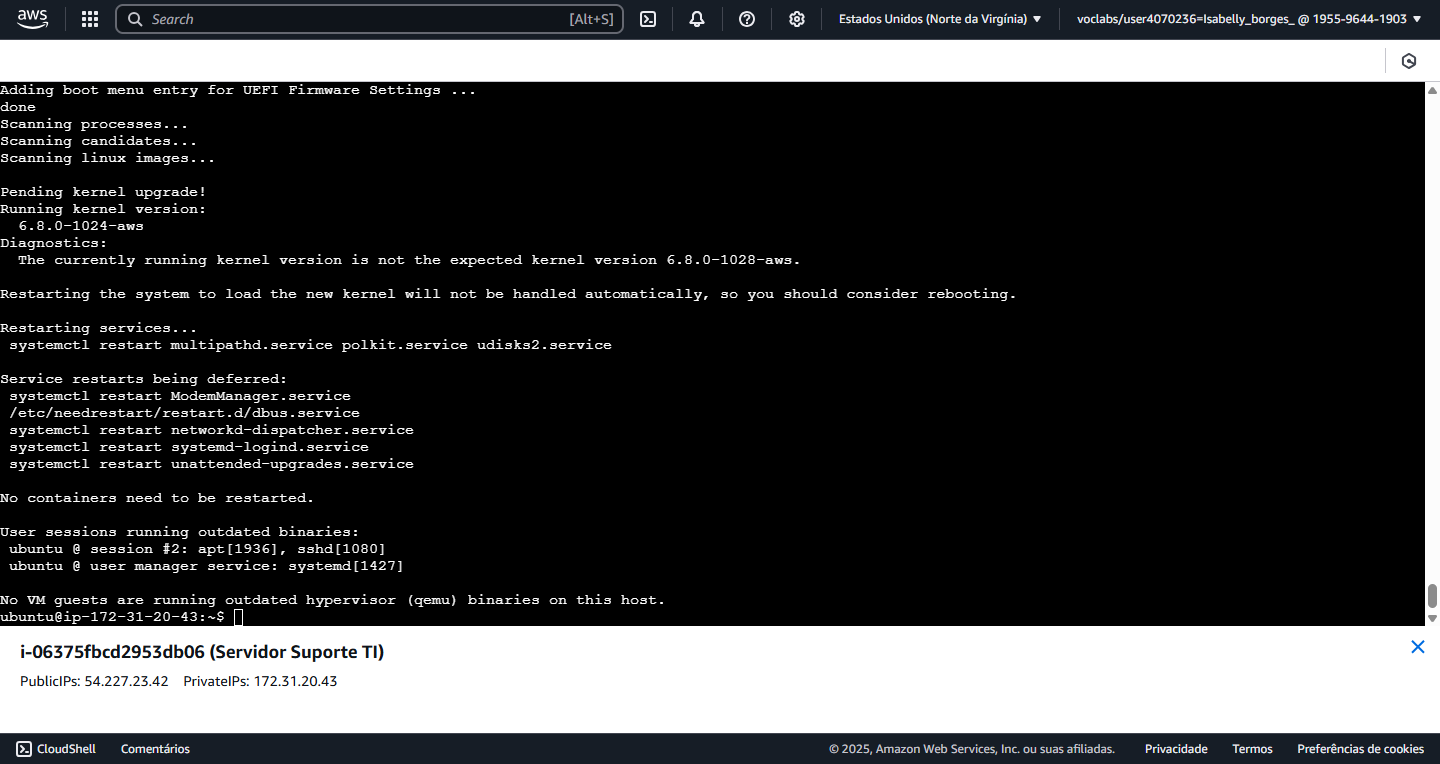 aws
Search [Alt+S] Estados Unidos (Norte da Virgínia) voclabs/user4070236=Isabelly_borges_ @ 1955-9644-1903
Adding boot menu entry for UEFI Firmware Settings ...
done
Scanning processes...
Scanning candidates...
Scanning linux images...
Pending kernel upgrade!
Running kernel version:
6.8.0-1024-aws
Diagnostics:
The currently running kernel version is not the expected kernel version 6.8.0-1028-aws.
Restarting the system to load the new kernel will not be handled automatically, so you should consider rebooting.
Restarting services...
systemctl restart multipathd.service polkit.service udisks2.service
Service restarts being deferred:
systemctl restart ModemManager.service
/etc/needrestart/restart.d/dbus.service
systemctl restart networkd-dispatcher.service
systemctl restart systemd-logind.service
systemctl restart unattended-upgrades.service
No containers need to be restarted.
User sessions running outdated binaries:
ubuntu @ session #2: apt[1936], sshd[1080]
ubuntu @ user manager service: systemd[1427]
No VM guests are running outdated hypervisor (qemu) binaries on this host.
ubuntu@ip-172-31-20-43:~$
i-06375fbcd2953db06 (Servidor Suporte TI)
PublicIPs: 54.227.23.42 PrivateIPs: 172.31.20.43
CloudShell Comentários © 2025, Amazon Web Services, Inc. ou suas afiliadas. Privacidade Termos Preferências de cookies